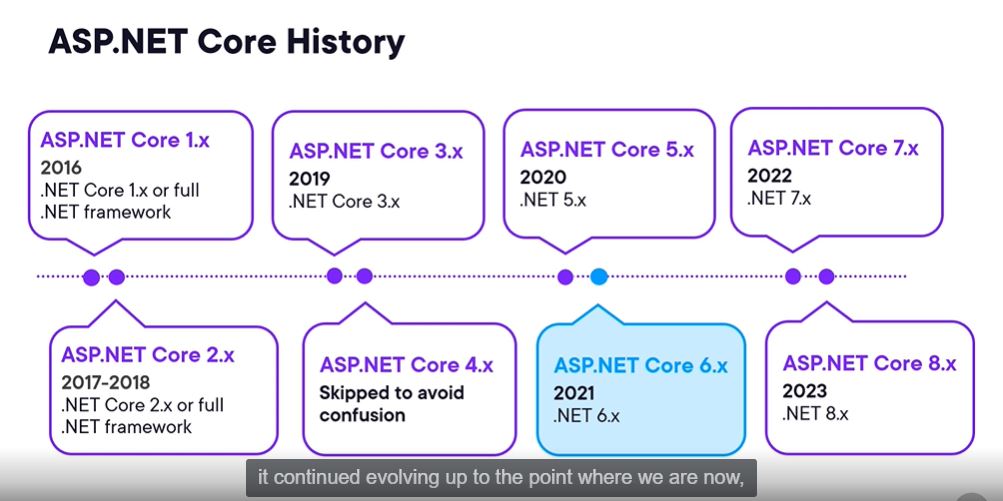 ASP.NET Core History
ASP.NET Core 1.x
2016
.NET Core 1.x or full
.NET framework
ASP.NET Core 3.x
2019
.NET Core 3.x
ASP.NET Core 5.x
2020
.NET 5.x
ASP.NET Core 7.x
2022
.NET 7.x
ASP.NET Core 2.x
2017-2018
.NET Core 2.x or full
.NET framework
ASP.NET Core 4.x
Skipped to avoid
confusion
ASP.NET Core 6.x
2021
.NET 6.x
ASP.NET Core 8.x
2023
.NET 8.x
it continued evolving up to the point where we are now,